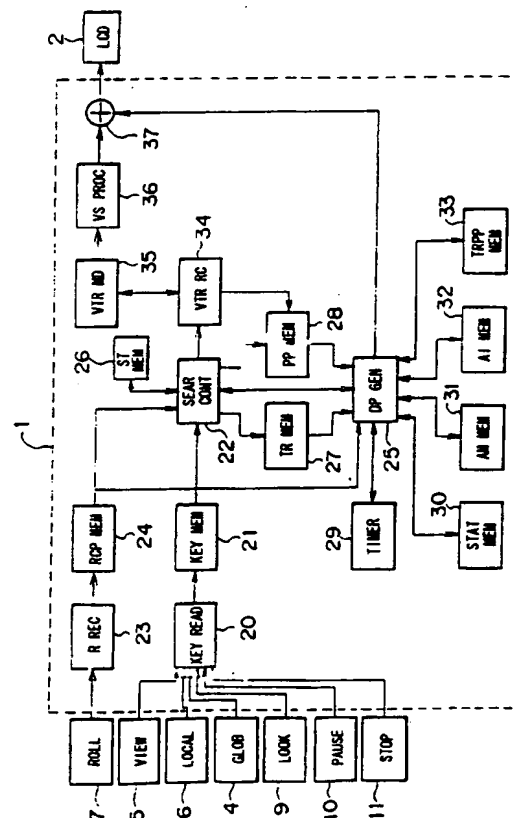 1
2
LCD
37
VS PROC
36
VTR MD
35
VTR RC
34
26
ST MEM
SEAR CONT
22
PP MEM
28
TR MEM
27
DP GEN
25
TIMER
29
TRPP MEM
33
AI MEM
32
AM MEM
31
STAT MEM
30
RCP MEM
24
KEY MEM
21
R REC
23
KEY READ
20
ROLL
7
VIEW
5
LOCAL
6
GLOB
4
LOOK
9
PAUSE
10
STOP
11